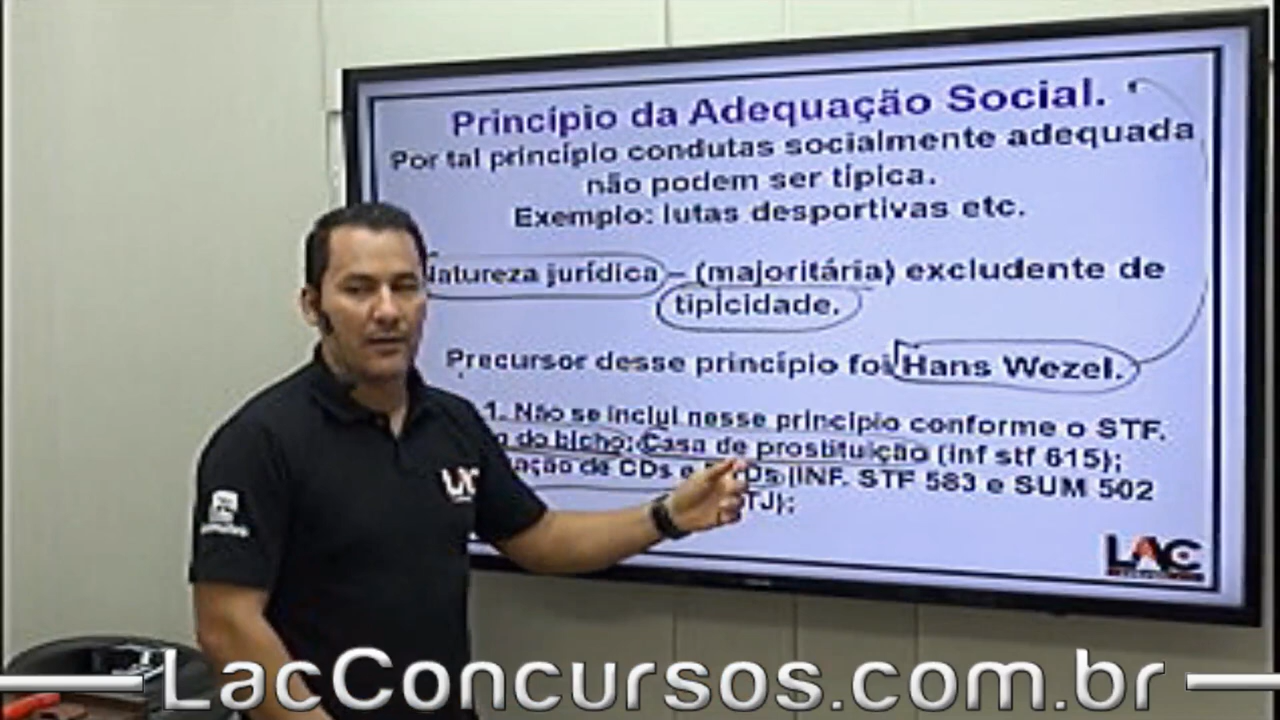 Princípio da Adequação Social.
Por tal princípio condutas socialmente adequada
não podem ser típica.
Exemplo: lutas desportivas etc.
Natureza jurídica – (majoritária) excludente de
tipicidade.
Precursor desse princípio foi Hans Wezel.
1. Não se inclui nesse princípio conforme o STF.
do bicho; Casa de prostituição (inf stf 615);
de CDs e (INF. STF 583 e SUM 502
LAC
LAC
LacConcursos.com.br